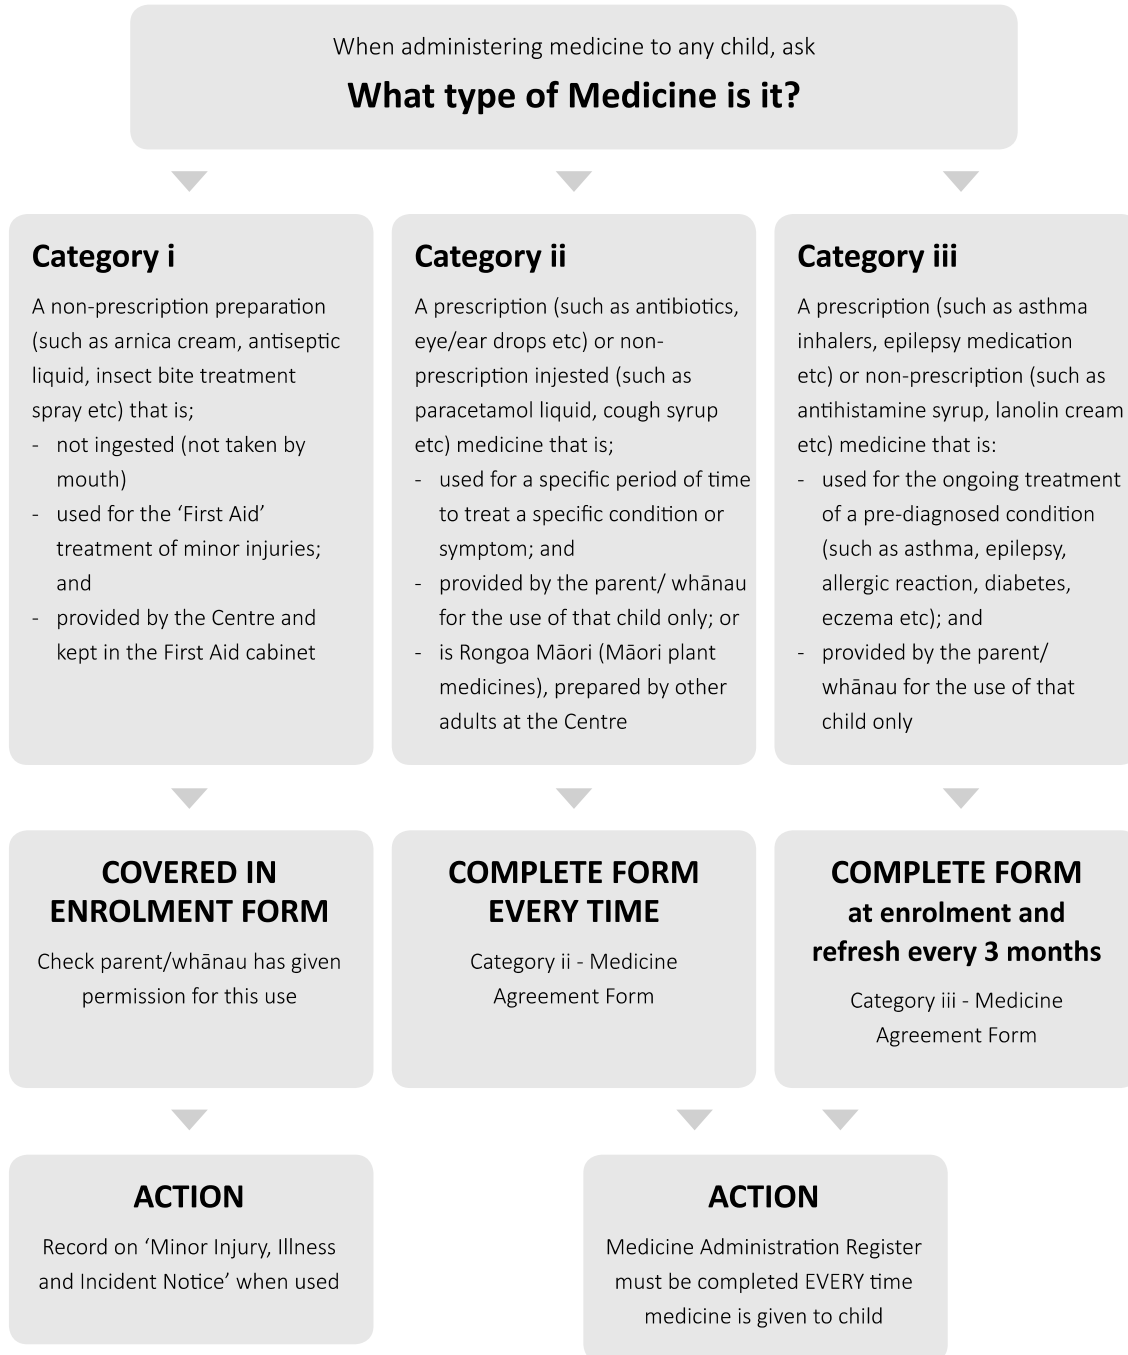 When administering medicine to any child, ask
What type of Medicine is it?
Category i
A non-prescription preparation
(such as arnica cream, antiseptic
liquid, insect bite treatment
spray etc) that is;
- not ingested (not taken by
mouth)
- used for the ‘First Aid’
treatment of minor injuries;
and
- provided by the Centre and
kept in the First Aid cabinet
Category ii
A prescription (such as antibiotics,
eye/ear drops etc) or non-
prescription injested (such as
paracetamol liquid, cough syrup
etc) medicine that is;
- used for a specific period of time
to treat a specific condition or
symptom; and
- provided by the parent/ whānau
for the use of that child only; or
- is Rongoa Māori (Māori plant
medicines), prepared by other
adults at the Centre
Category iii
A prescription (such as asthma
inhalers, epilepsy medication
etc) or non-prescription (such as
antihistamine syrup, lanolin cream
etc) medicine that is:
- used for the ongoing treatment
of a pre-diagnosed condition
(such as asthma, epilepsy,
allergic reaction, diabetes,
eczema etc); and
- provided by the parent/
whānau for the use of that
child only
COVERED IN
ENROLMENT FORM
Check parent/whānau has given
permission for this use
COMPLETE FORM
EVERY TIME
Category ii - Medicine
Agreement Form
COMPLETE FORM
at enrolment and
refresh every 3 months
Category iii - Medicine
Agreement Form
ACTION
Record on ‘Minor Injury, Illness
and Incident Notice’ when used
ACTION
Medicine Administration Register
must be completed EVERY time
medicine is given to child